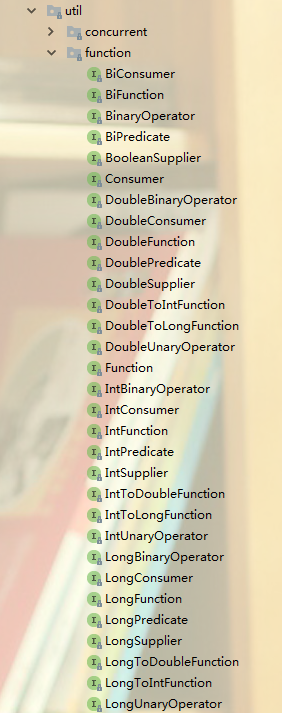 util
concurrent
function
BiConsumer
BiFunction
BinaryOperator
BiPredicate
BooleanSupplier
Consumer
DoubleBinaryOperator
DoubleConsumer
DoubleFunction
DoublePredicate
DoubleSupplier
DoubleToIntFunction
DoubleToLongFunction
DoubleUnaryOperator
Function
IntBinaryOperator
IntConsumer
IntFunction
IntPredicate
IntSupplier
IntToDoubleFunction
IntToLongFunction
IntUnaryOperator
LongBinaryOperator
LongConsumer
LongFunction
LongPredicate
LongSupplier
LongToDoubleFunction
LongToIntFunction
LongUnaryOperator